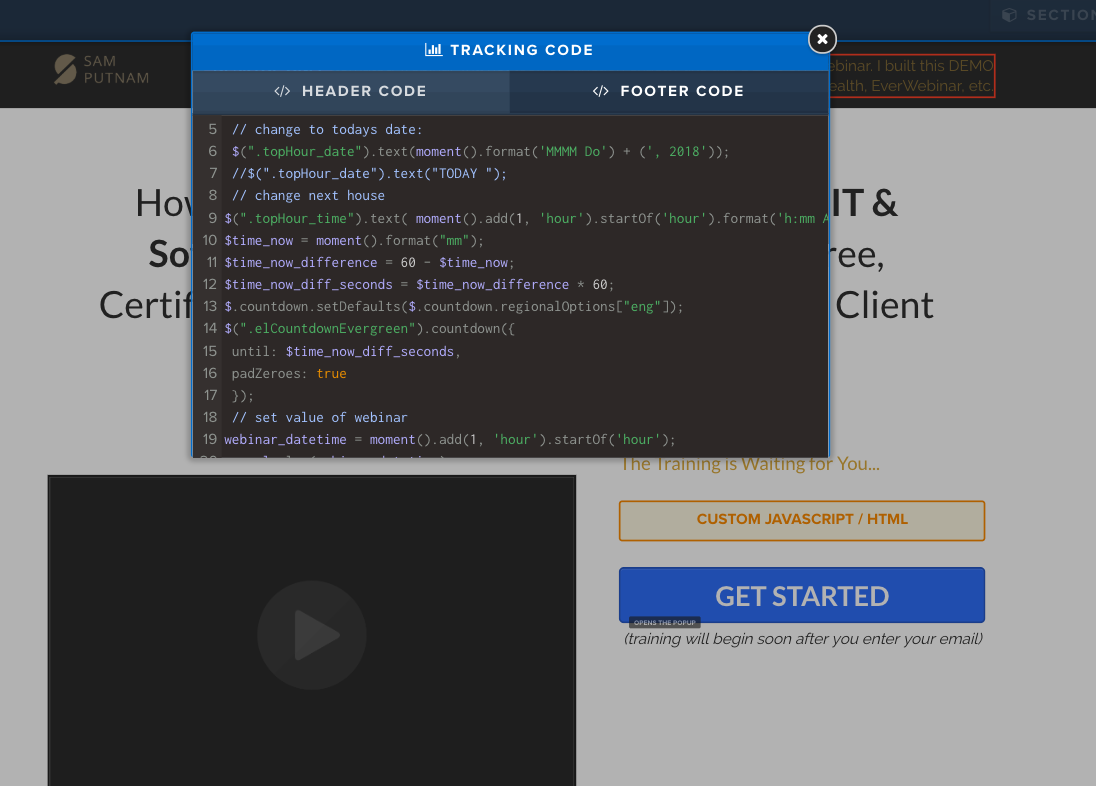 SECTION
TRACKING CODE
SAM
PUTNAM
ebinar. I built this DEMO
ealth, EverWebinar, etc.
</> HEADER CODE
</> FOOTER CODE
5 // change to todays date:
6 $(".topHour_date").text(moment().format('MMMM Do') + (', 2018'));
7 //$(".topHour_date").text("TODAY ");
8 // change next house
9 $(".topHour_time").text( moment().add(1, 'hour').startOf('hour').format('h:mm A
10 $time_now = moment().format("mm");
11 $time_now_difference = 60 - $time_now;
12 $time_now_diff_seconds = $time_now_difference * 60;
13 $.countdown.setDefaults($.countdown.regionalOptions["eng"]);
14 $(".elCountdownEvergreen").countdown({
15 until: $time_now_diff_seconds,
16 padZeroes: true
17 });
18 // set value of webinar
19 webinar_datetime = moment().add(1, 'hour').startOf('hour');
How IT &
So ree,
Certif Client
The Training is Waiting for You...
CUSTOM JAVASCRIPT / HTML
GET STARTED
OPENS THE POPUP
(training will begin soon after you enter your email)